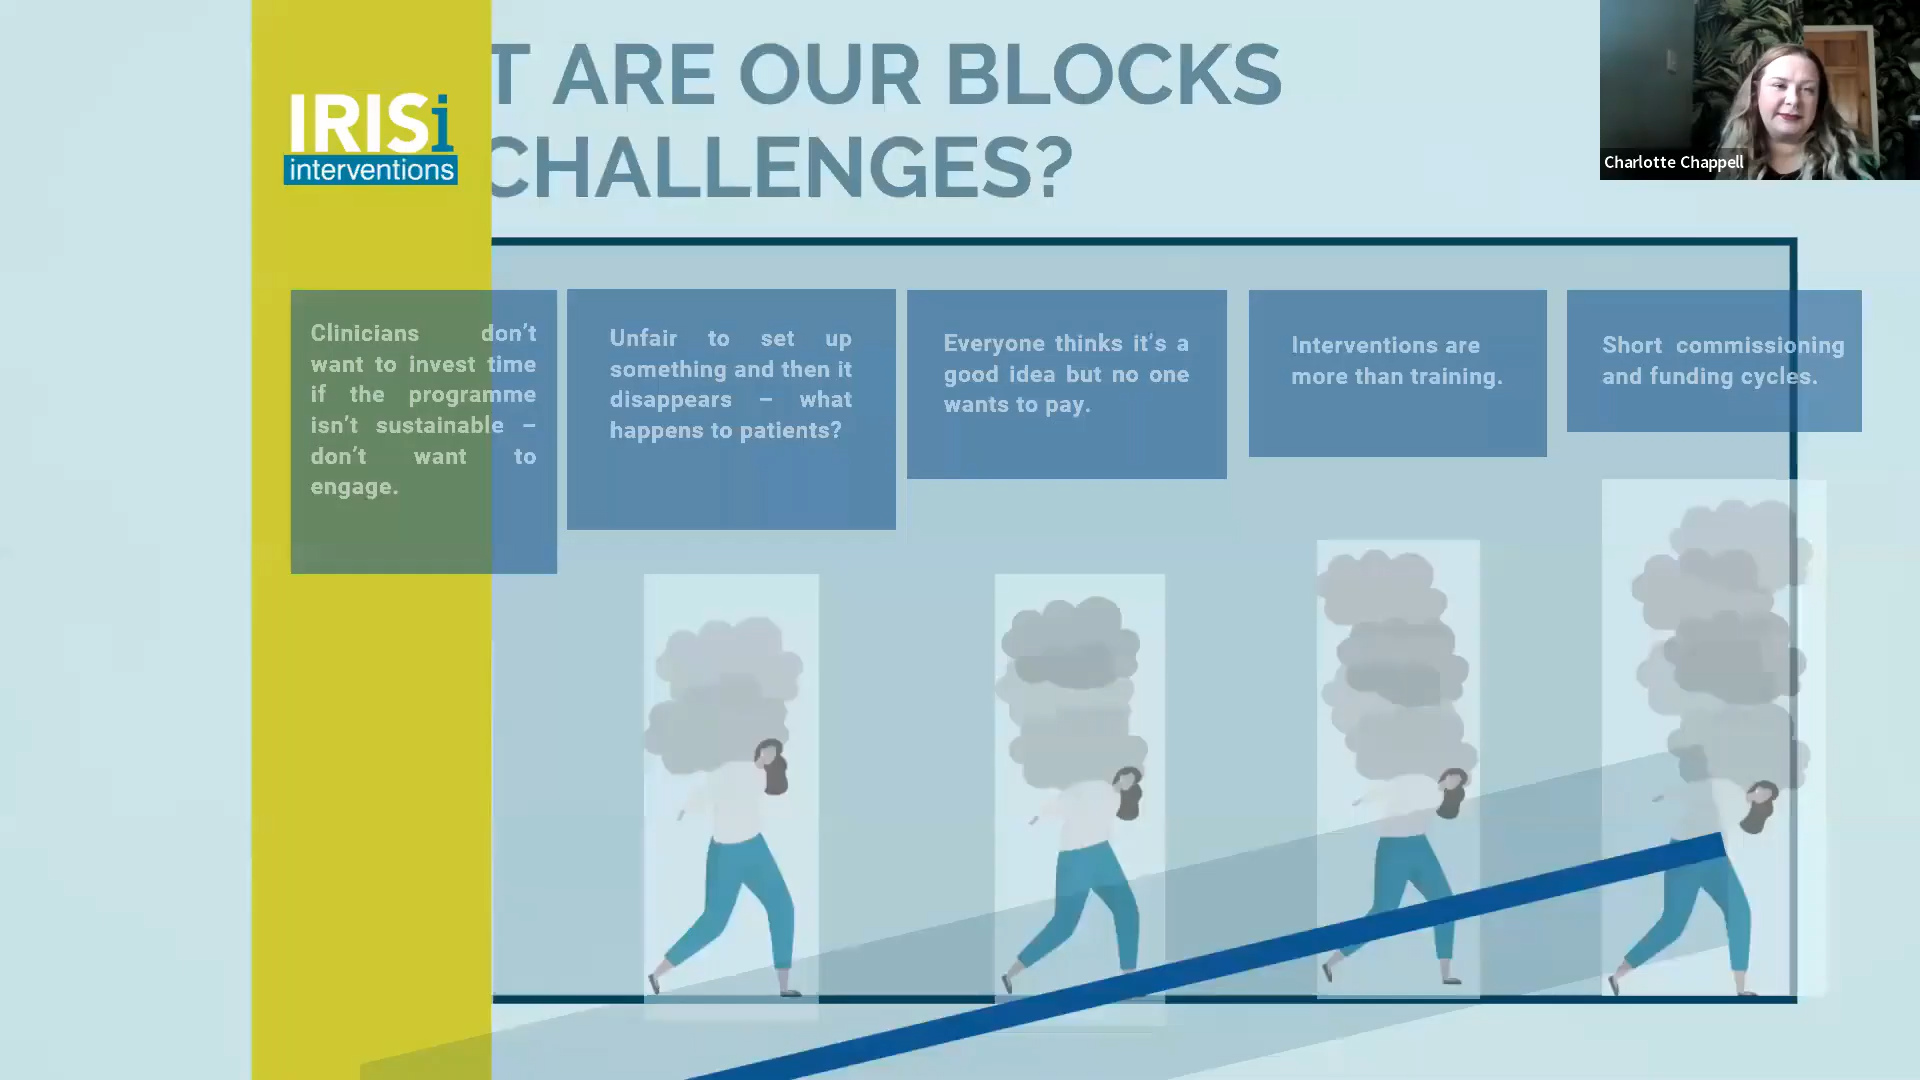 T ARE OUR BLOCKS
CHALLENGES?
IRISi
interventions
Charlotte Chappell
Clinicians don't
want to invest time
if the programme
isn't sustainable –
don't want to
engage.
Unfair to set up
something and then it
disappears – what
happens to patients?
Everyone thinks it's a
good idea but no one
wants to pay.
Interventions are
more than training.
Short commissioning
and funding cycles.